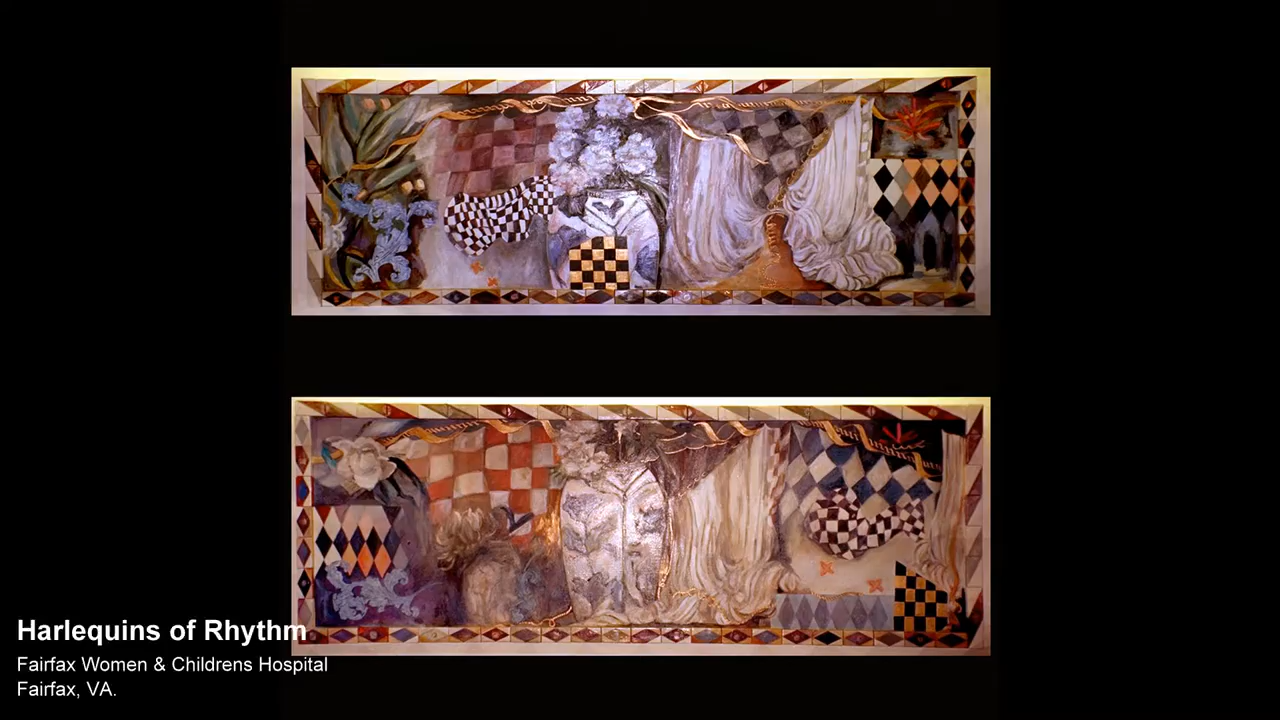 Harlequins of Rhythm
Fairfax Women & Childrens Hospital
Fairfax, VA.